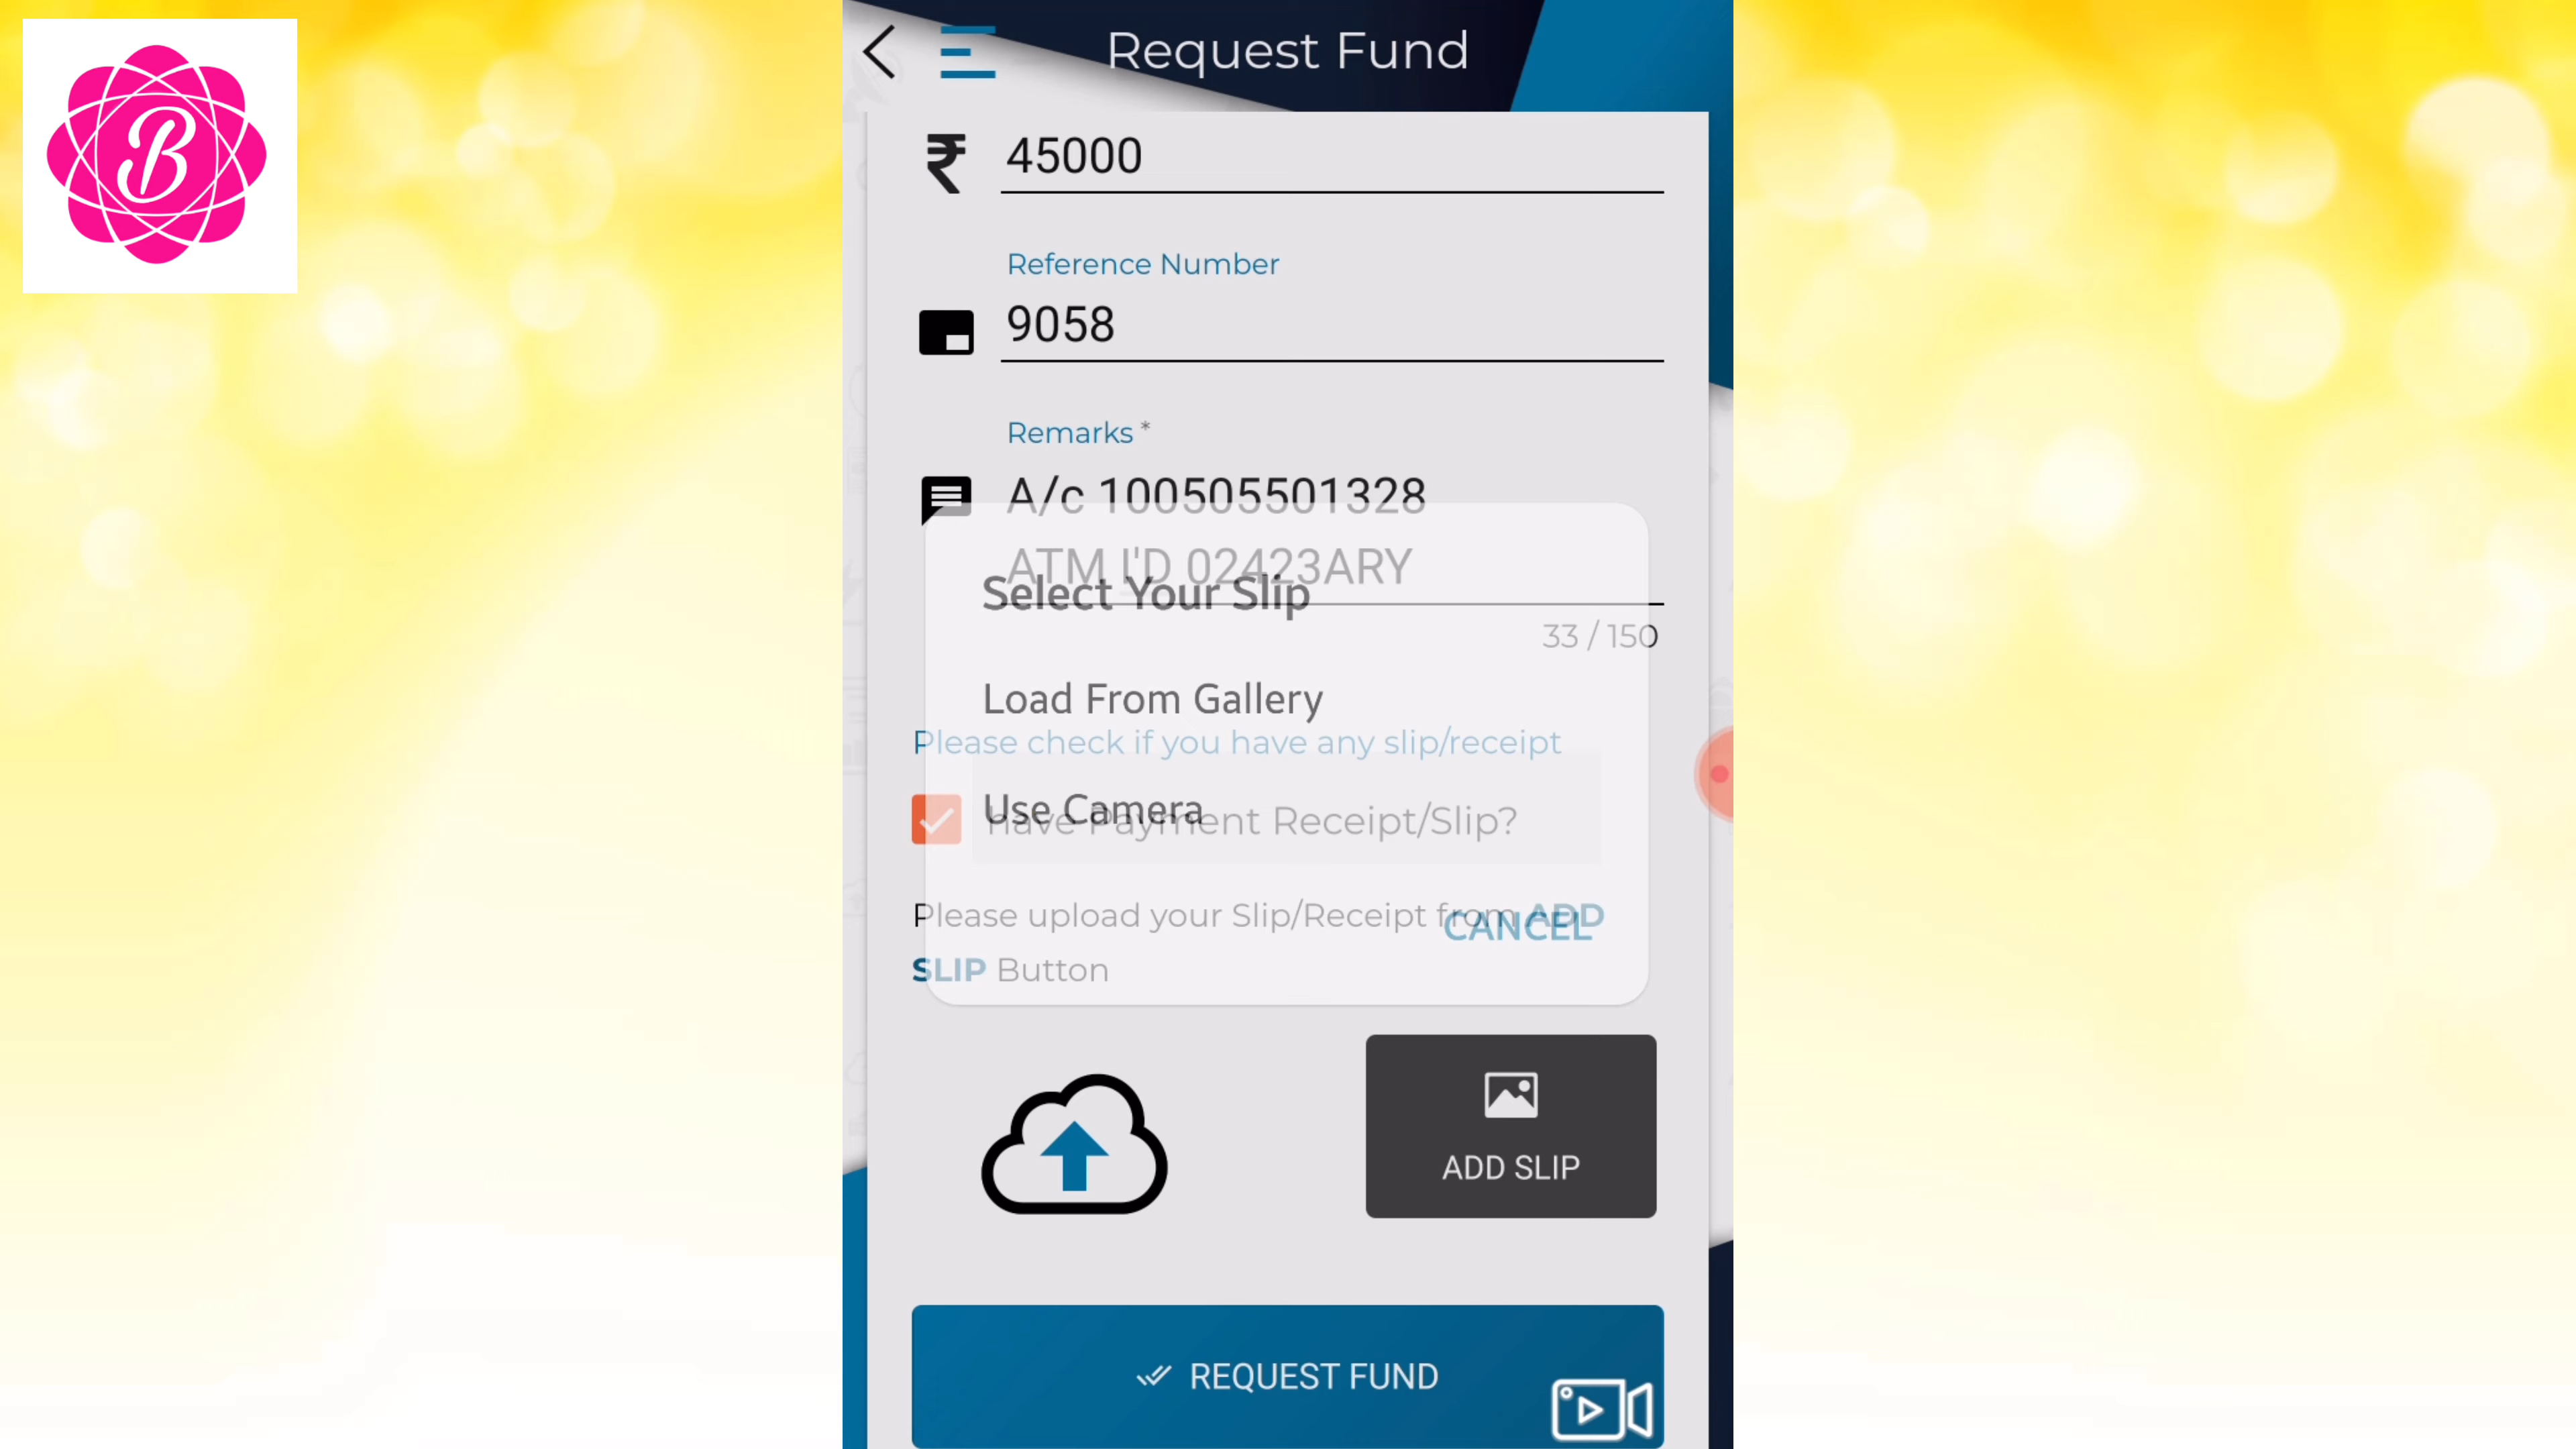 B
Request Fund
₹ 45000
Reference Number
9058
Remarks *
A/c 100505501328
ATM I'D 02423ARY
Select Your Slip
33 / 150
Load From Gallery
Please check if you have any slip/receipt
Use Camera
have Payment Receipt/Slip?
Please upload your Slip/Receipt from ADD
CANCEL
SLIP Button
ADD SLIP
REQUEST FUND